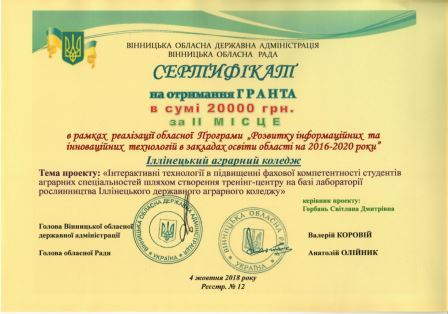 ВІННИЦЬКА ОБЛАСНА ДЕРЖАВНА АДМІНІСТРАЦІЯ
ВІННИЦЬКА ОБЛАСНА РАДА
СЕРТИФІКАТ
на отримання ГРАНТА
в сумі 20000 грн.
за ІІ МІСЦЕ
в рамках реалізації обласної Програми „Розвитку інформаційних та
інноваційних технологій в закладах освіти області на 2016-2020 роки"
Іллінецький аграрний коледж
Тема проекту: «Інтерактивні технології в підвищенні фахової компетентності студентів
аграрних спеціальностей шляхом створення тренінг-центру на базі лабораторії
рослинництва Іллінецького державного аграрного коледжу»
керівник проекту:
Горбань Світлана Дмитрівна
Голова Вінницької обласної
державної адміністрації
Валерій КОРОВІЙ
Голова обласної Ради
Анатолій ОЛІЙНИК
ВІННИЦЬКА ОБЛАСНА РАДА
УКРАЇНА
4 жовтня 2018 року
Реєстр. № 12